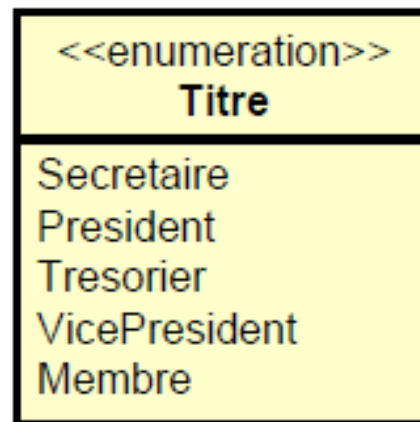 <<enumeration>>
Titre
Secretaire
President
Tresorier
VicePresident
Membre